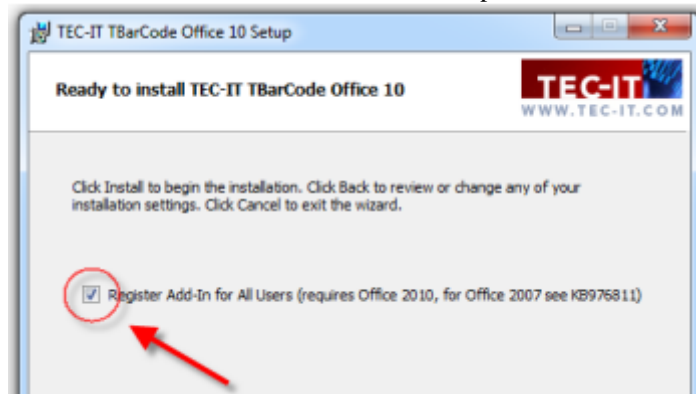 TEC-IT TBarCode Office 10 Setup
Ready to install TEC-IT TBarCode Office 10
TEC-IT
WWW.TEC-IT.COM
Click Install to begin the installation. Click Back to review or change any of your
installation settings. Click Cancel to exit the wizard.
Register Add-In for All Users (requires Office 2010, for Office 2007 see KB976811)